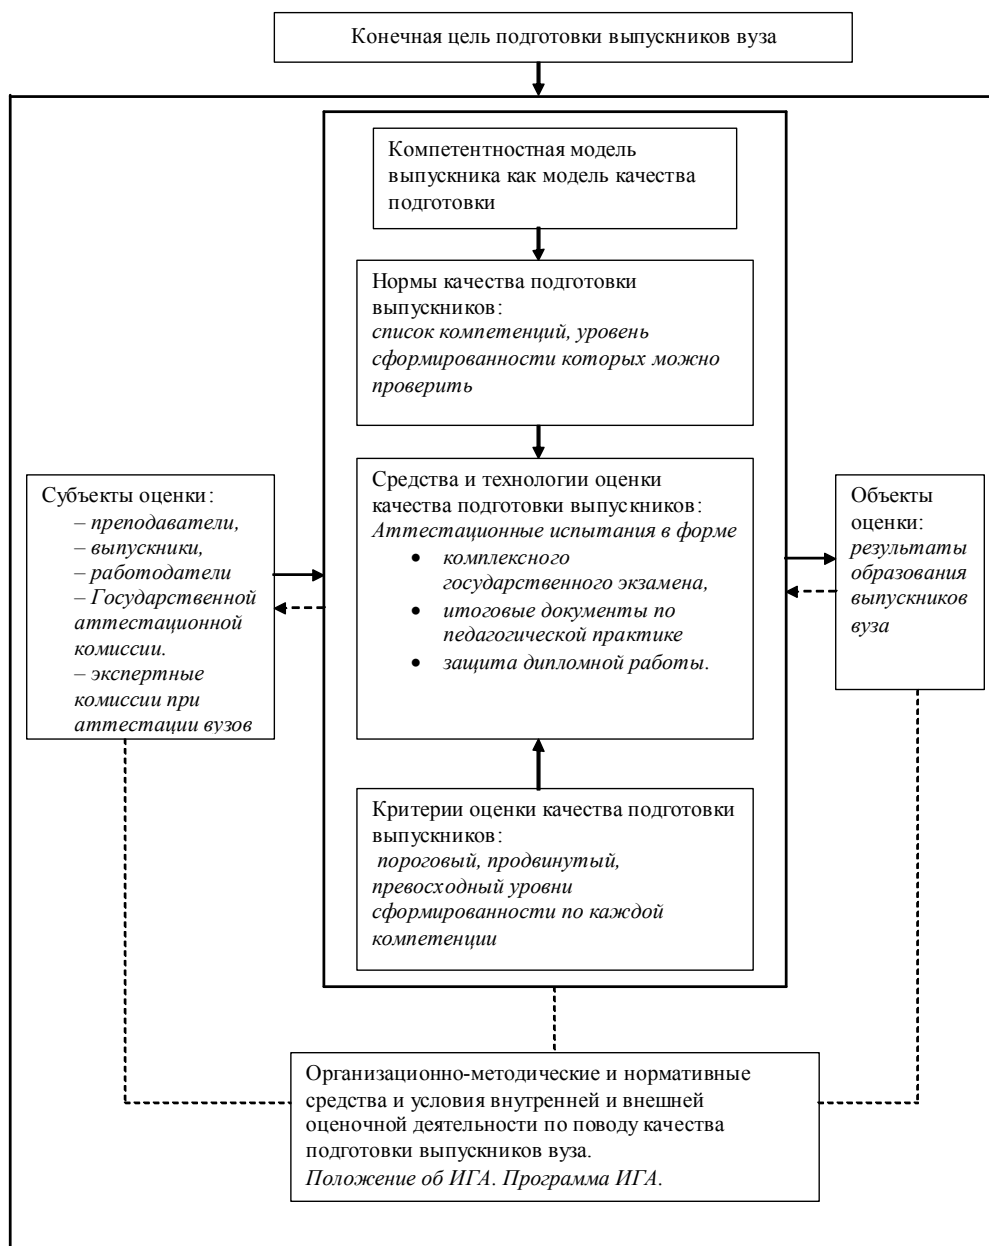 Конечная цель подготовки выпускников вуза
Компетентностная модель
выпускника как модель качества
подготовки
Нормы качества подготовки
выпускников:
список компетенций, уровень
сформированности которых можно
проверить
Субъекты оценки:
– преподаватели,
– выпускники,
– работодатели
– Государственной
аттестационной
комиссии.
– экспертные
комиссии при
аттестации вузов
Средства и технологии оценки
качества подготовки выпускников:
Аттестационные испытания в форме
• комплексного
государственного экзамена,
• итоговые документы по
педагогической практике
• защита дипломной работы.
Объекты
оценки:
результаты
образования
выпускников
вуза
Критерии оценки качества подготовки
выпускников:
пороговый, продвинутый,
превосходный уровни
сформированности по каждой
компетенции
Организационно-методические и нормативные
средства и условия внутренней и внешней
оценочной деятельности по поводу качества
подготовки выпускников вуза.
Положение об ИГА. Программа ИГА.